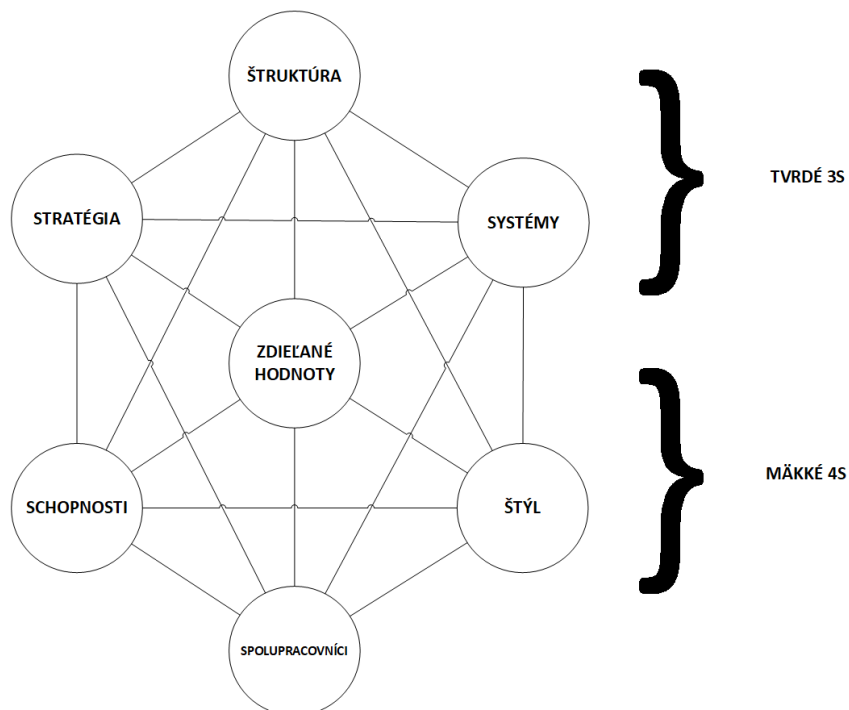 ŠTRUKTÚRA
STRATÉGIA
SYSTÉMY
TVRDÉ 3S
ZDIEĽANÉ
HODNOTY
MÄKKÉ 4S
SCHOPNOSTI
ŠTÝL
SPOLUPRACOVNÍCI